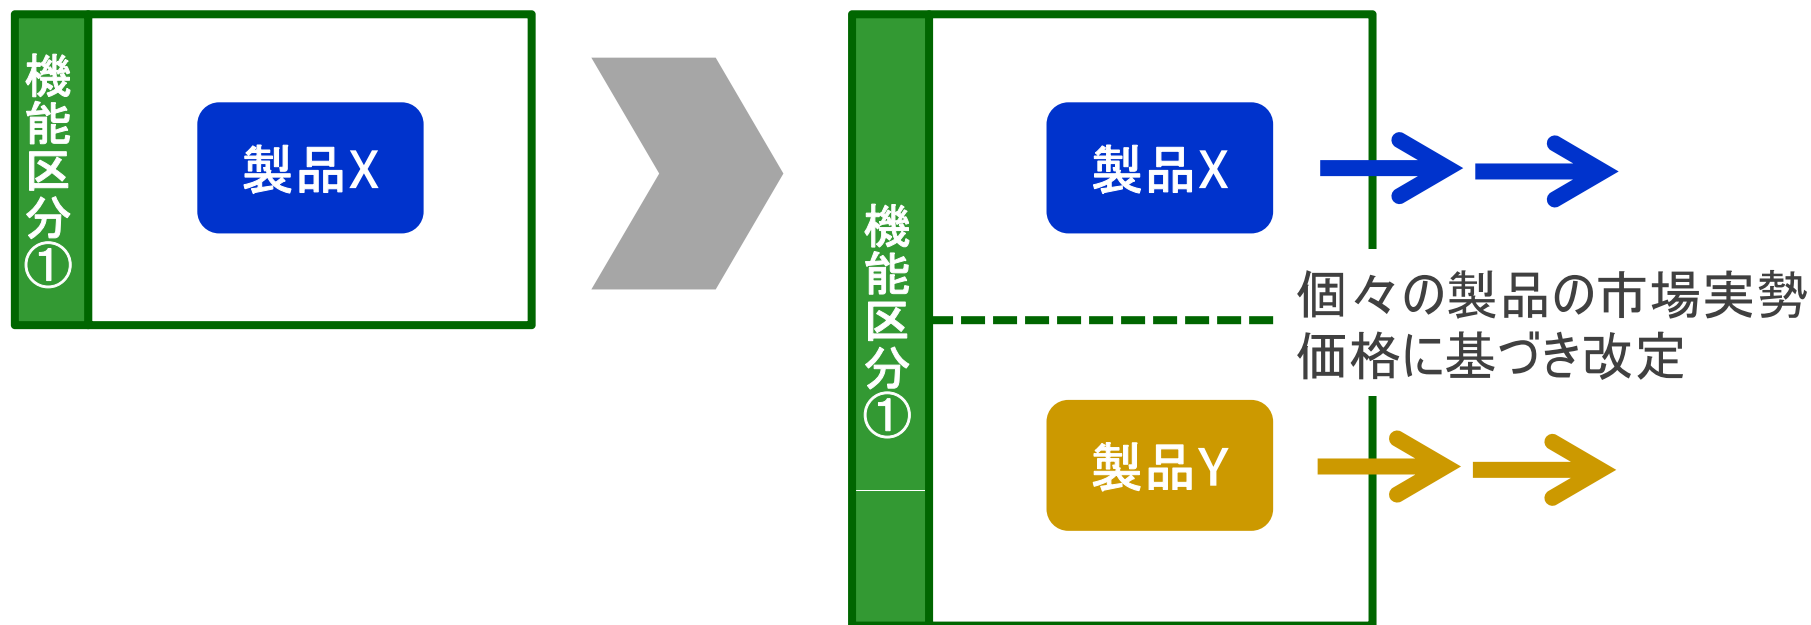 機能区分①
製品X
機能区分①
製品X
個々の製品の市場実勢
価格に基づき改定
製品Y